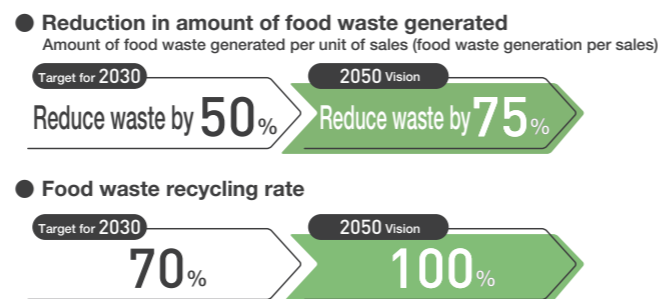 ● Reduction in amount of food waste generated
Amount of food waste generated per unit of sales (food waste generation per sales)
Target for 2030
2050 Vision
Reduce waste by 50%
Reduce waste by 75%
● Food waste recycling rate
Target for 2030
2050 Vision
70%
100%